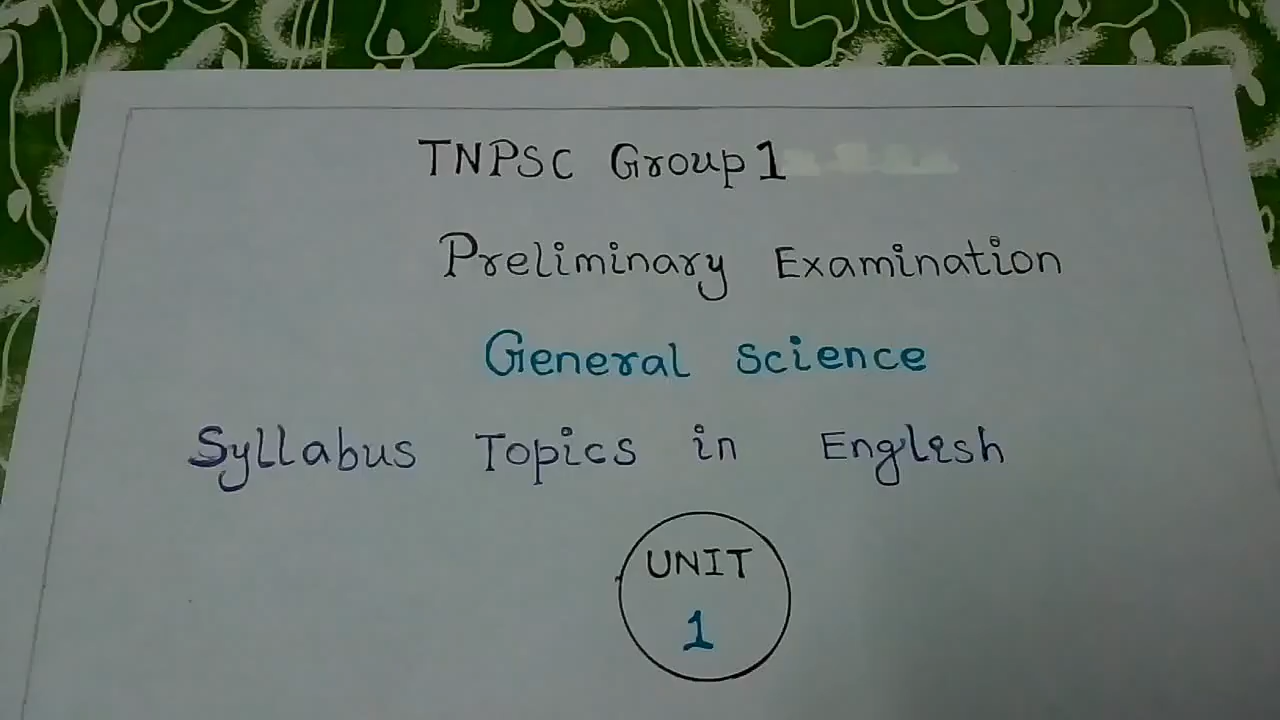 TNPSC Group 1
Preliminary Examination
General Science
Syllabus Topics in English
UNIT
1